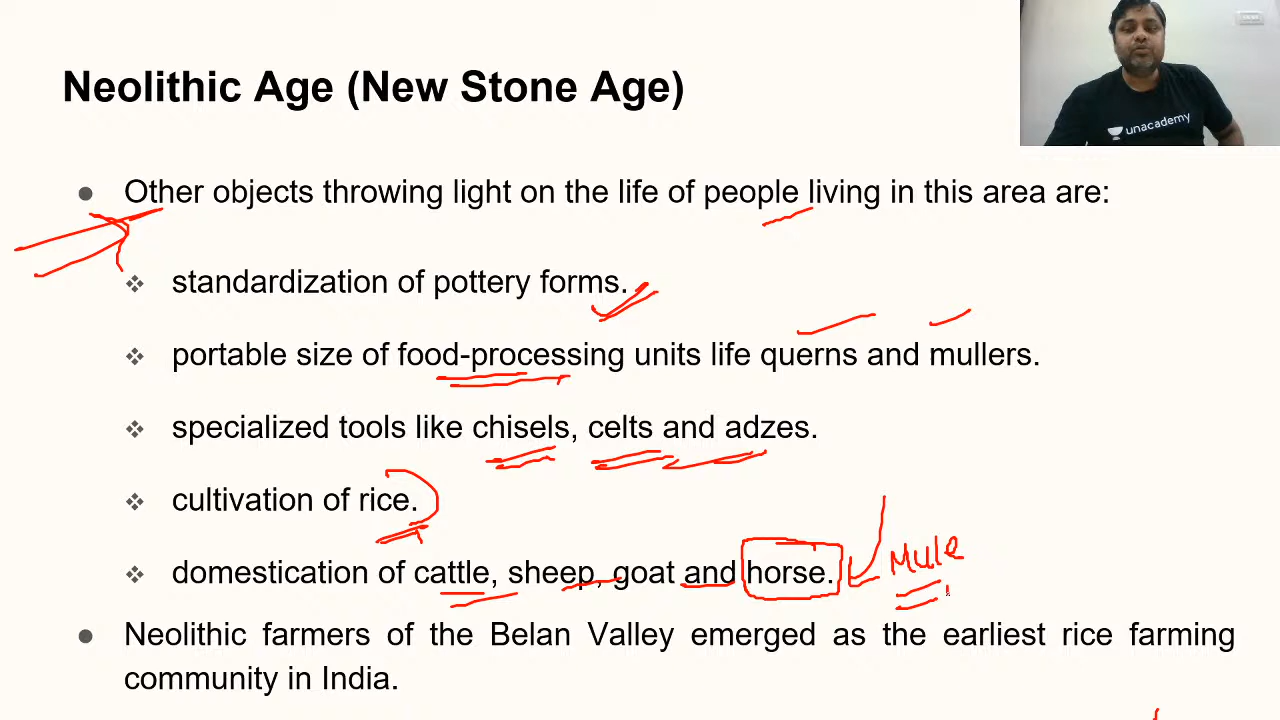 unacademy
Neolithic Age (New Stone Age)
● Other objects throwing light on the life of people living in this area are:
❖ standardization of pottery forms.
❖ portable size of food-processing units life querns and mullers.
❖ specialized tools like chisels, celts and adzes.
❖ cultivation of rice.
❖ domestication of cattle, sheep, goat and horse.
Mule
● Neolithic farmers of the Belan Valley emerged as the earliest rice farming
community in India.